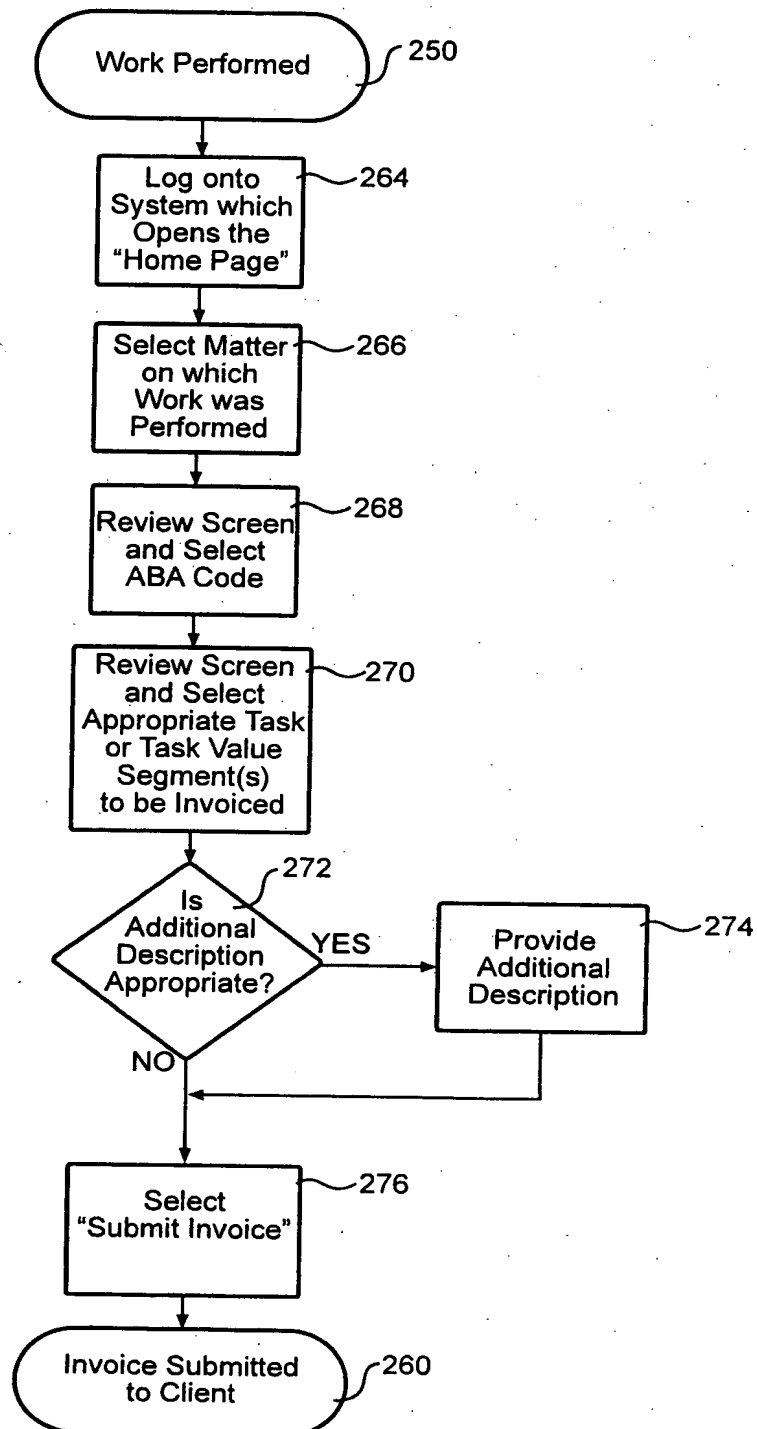 Work Performed
250
Log onto
System which
Opens the
“Home Page”
264
Select Matter
on which
Work was
Performed
266
Review Screen
and Select
ABA Code
268
Review Screen
and Select
Appropriate Task
or Task Value
Segment(s)
to be Invoiced
270
Is
Additional
Description
Appropriate?
272
YES
Provide
Additional
Description
274
NO
Select
“Submit Invoice”
276
Invoice Submitted
to Client
260